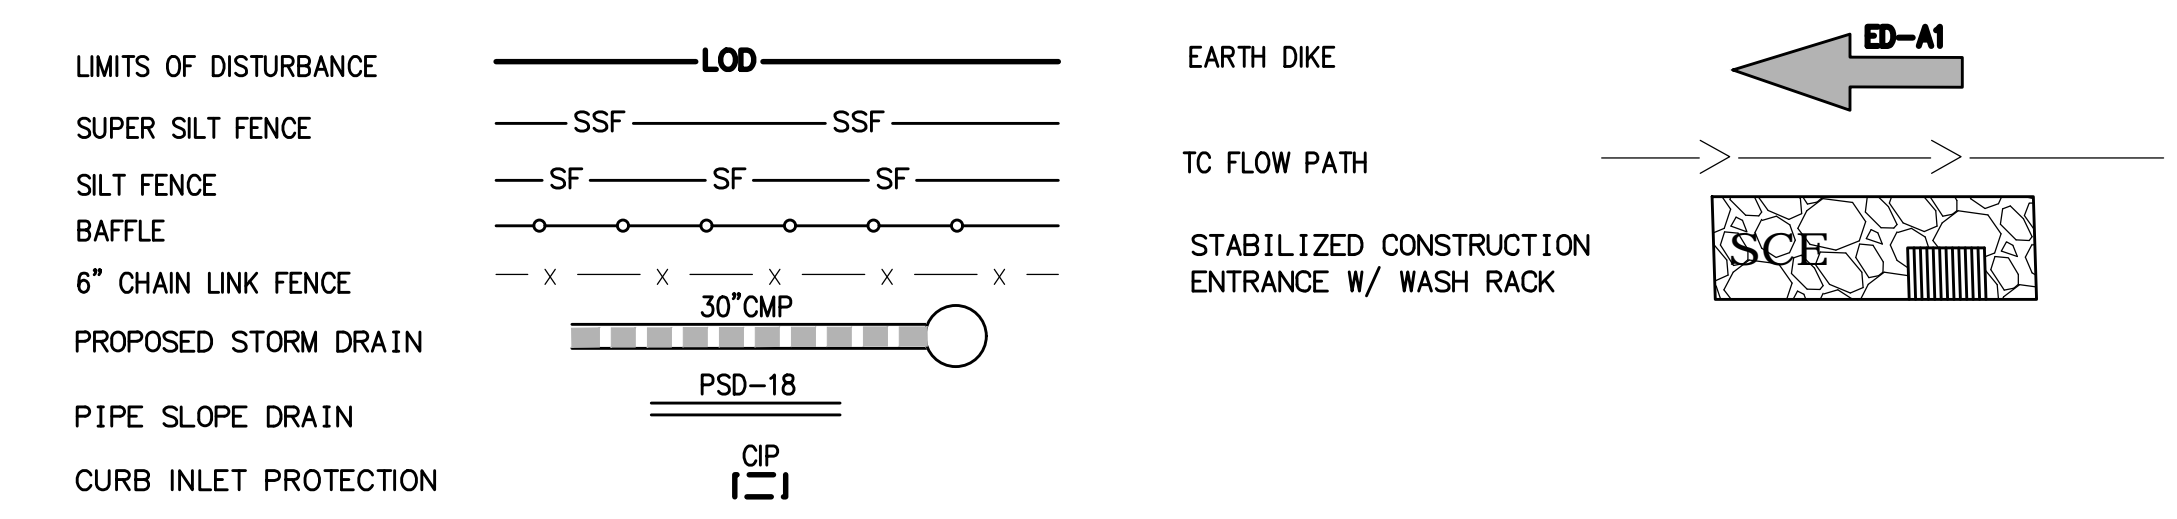 LIMITS OF DISTURBANCE
LOD
SUPER SILT FENCE
SSF SSF
SILT FENCE
SF SF SF
BAFFLE
6” CHAIN LINK FENCE
X X X X X
PROPOSED STORM DRAIN
30”CMP
PIPE SLOPE DRAIN
PSD-18
CURB INLET PROTECTION
CIP
EARTH DIKE
ED-A1
TC FLOW PATH
STABILIZED CONSTRUCTION
ENTRANCE W/ WASH RACK
SCE